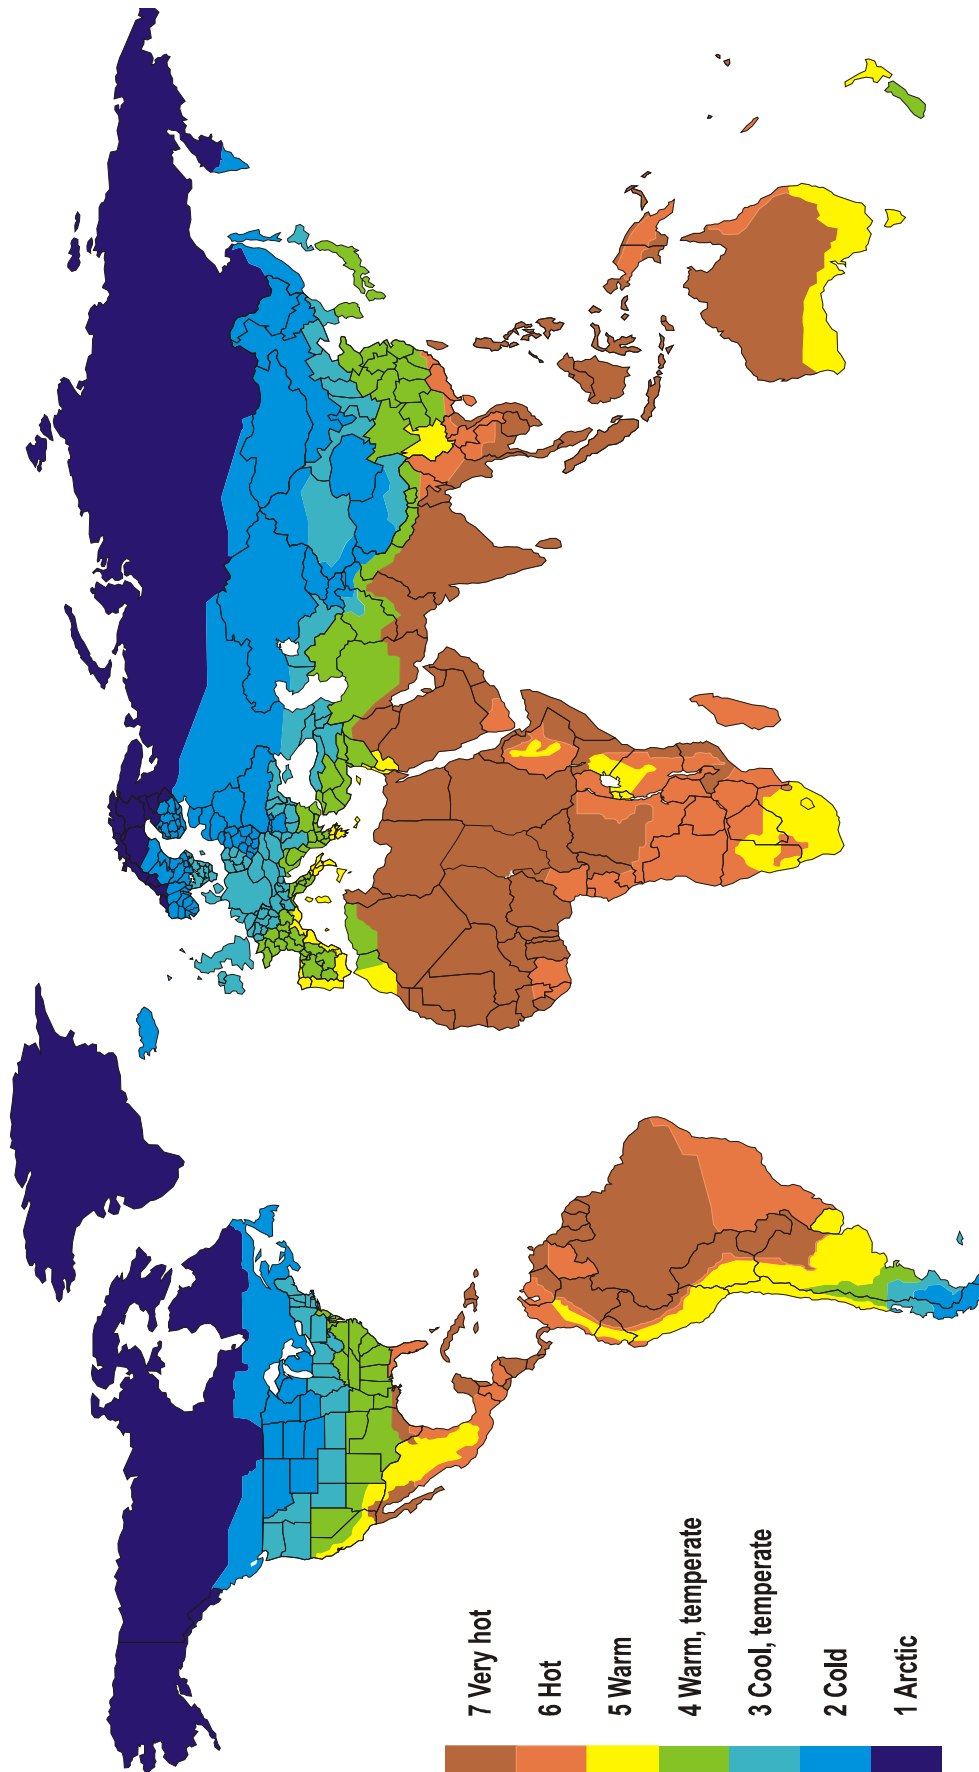 7 Very hot
6 Hot
5 Warm
4 Warm, temperate
3 Cool, temperate
2 Cold
1 Arctic